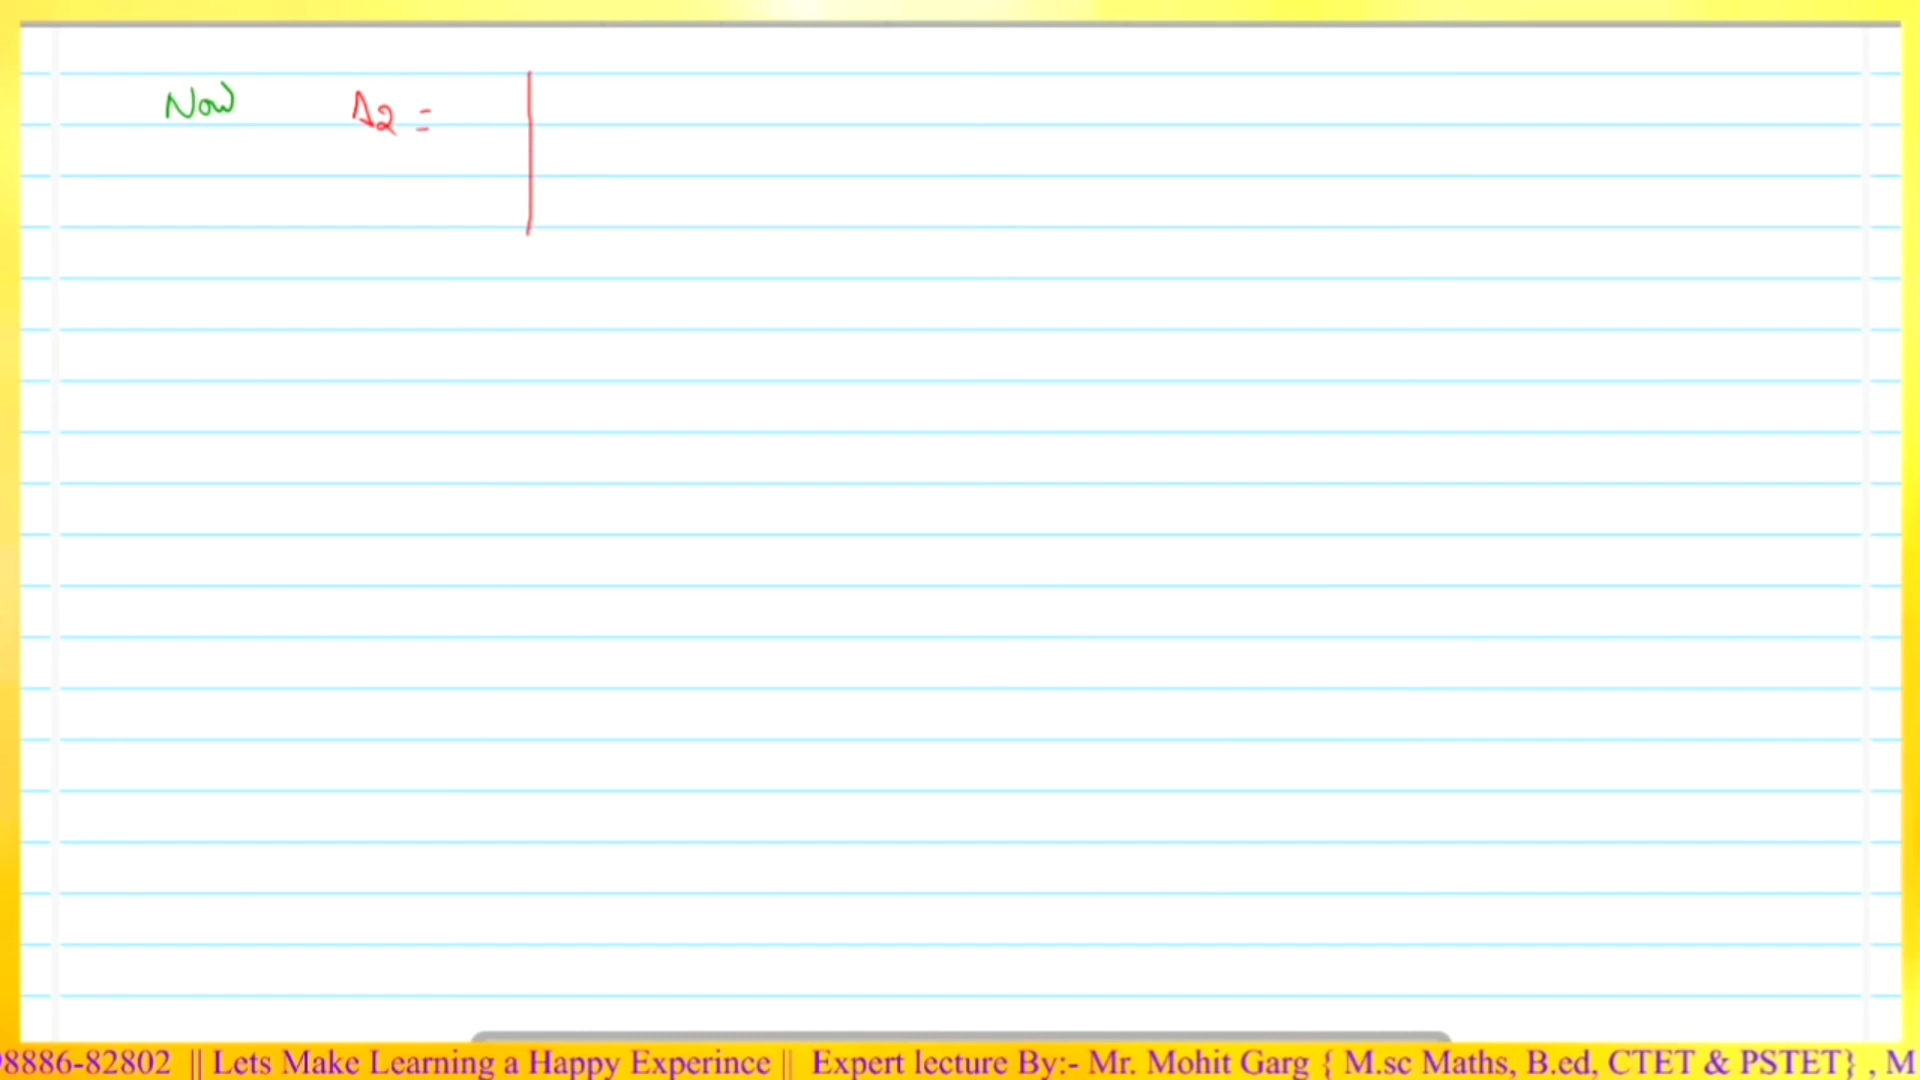 Now Δ2 = |
98886-82802 || Lets Make Learning a Happy Experince || Expert lecture By:- Mr. Mohit Garg { M.sc Maths, B.ed, CTET & PSTET} , M